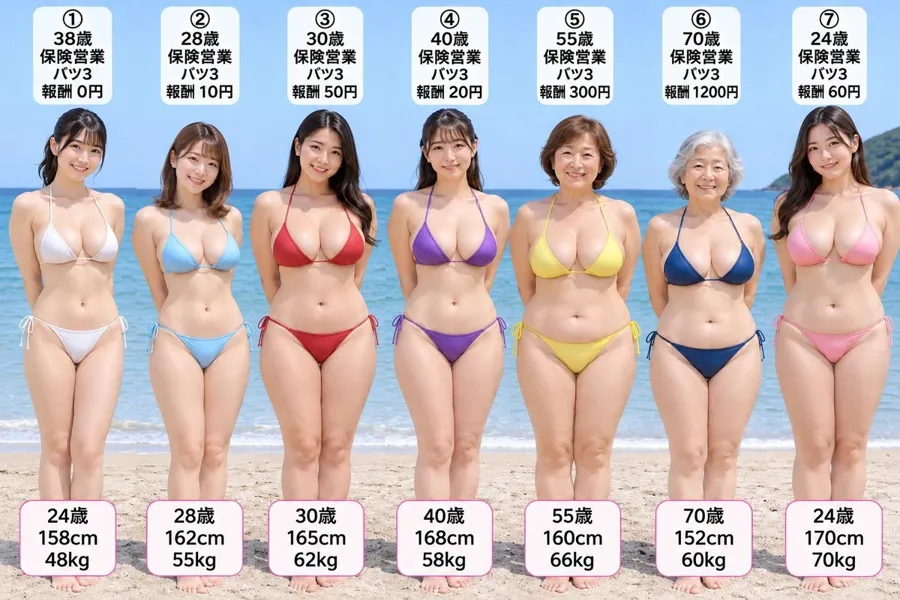 ①
38歳
保険営業
バツ3
報酬 0円
②
28歳
保険営業
バツ3
報酬 10円
③
30歳
保険営業
バツ3
報酬 50円
④
40歳
保険営業
バツ3
報酬 20円
⑤
55歳
保険営業
バツ3
報酬 300円
⑥
70歳
保険営業
バツ3
報酬 1200円
⑦
24歳
保険営業
バツ3
報酬 60円
24歳
158cm
48kg
28歳
162cm
55kg
30歳
165cm
62kg
40歳
168cm
58kg
55歳
160cm
66kg
70歳
152cm
60kg
24歳
170cm
70kg